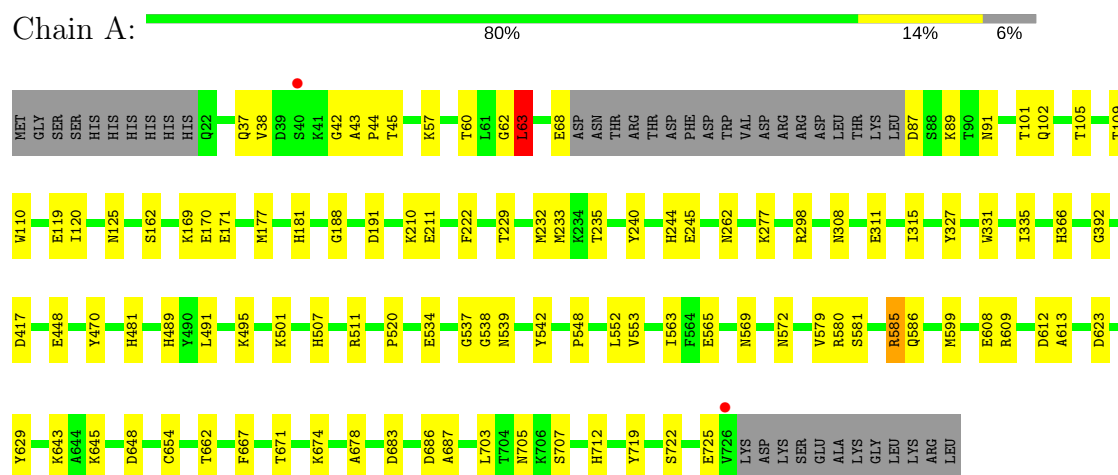 Chain A:
80% 14% 6%
MET GLY SER SER HIS HIS HIS HIS HIS HIS Q22 Q37 V38 D39 S40 K41 G42 A43 P44 T45 K57 T60 L61 G62 L63 E68 ASP ASN THR ARG THR ASP PHE ASP TRP VAL ASP ARG ARG ASP LEU THR LYS LEU D87 S88 K89 T90 N91 T101 Q102 T105 T109
W110 E119 I120 N125 S162 K169 E170 E171 M177 H181 G188 D191 K210 E211 F222 T229 M232 M233 K234 T235 Y240 H244 E245 N262 K277 R298 N308 E311 I315 Y327 W331 I335 H366 G392
D417 E448 Y470 H481 H489 Y490 L491 K495 K501 H507 R511 P520 E534 G537 G538 N539 Y542 P548 L552 V553 I563 F564 E565 N569 N572 V579 R580 S581 R585 Q586 M599 E608 R609 D612 A613 D623
Y629 K643 A644 K645 D648 C654 T662 F667 T671 K674 A678 D683 D686 A687 L703 T704 N705 K706 S707 H712 Y719 S722 E725 V726 LYS ASP LYS SER GLU ALA LYS GLY LEU LYS ARG LEU